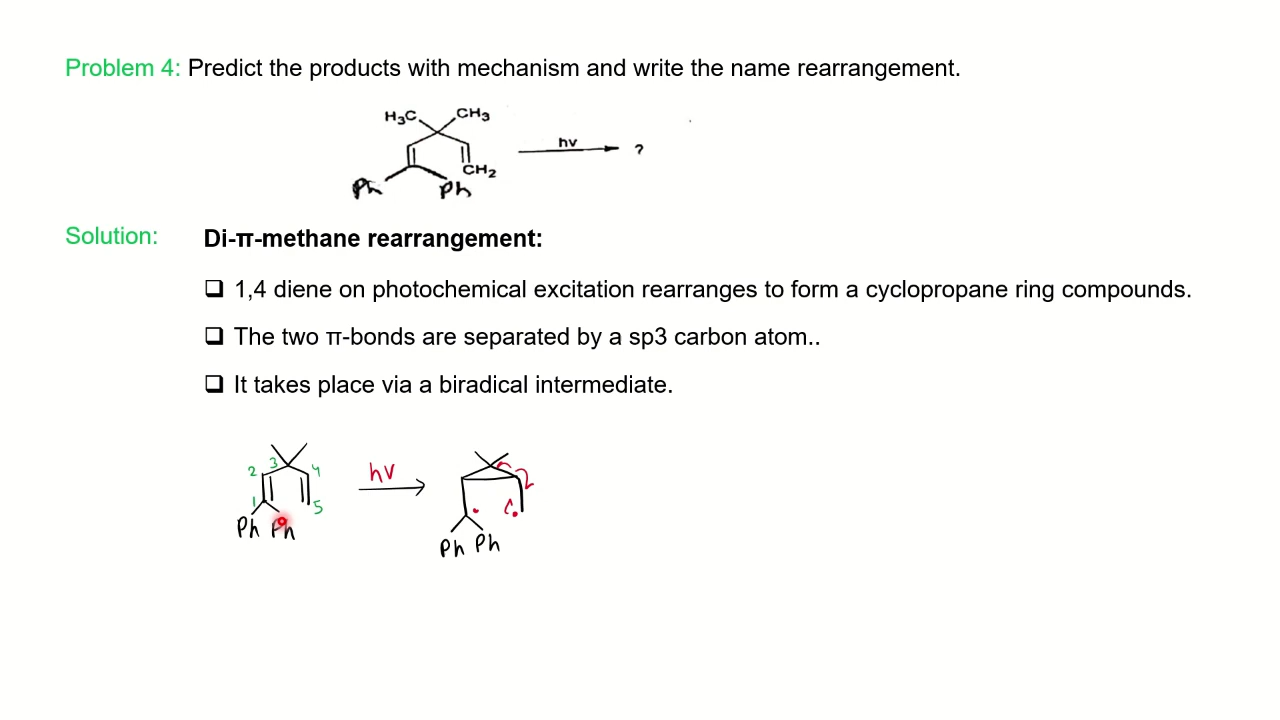 Problem 4: Predict the products with mechanism and write the name rearrangement.
H₃C CH₃
hν
?
CH₂
Ph Ph
Solution: Di-π-methane rearrangement:
❑ 1,4 diene on photochemical excitation rearranges to form a cyclopropane ring compounds.
❑ The two π-bonds are separated by a sp3 carbon atom..
❑ It takes place via a biradical intermediate.
2 3 4
hν
1 5
Ph Ph
Ph Ph